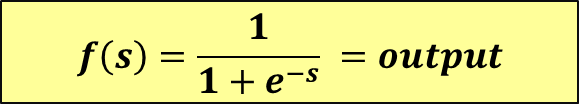 f(s) = 1 / (1 + e^{-s}) = output